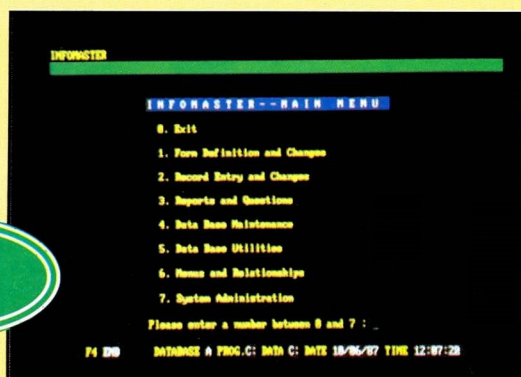 INFOMASTER
INFOMASTER--MAIN MENU
0. Exit
1. Form Definition and Changes
2. Record Entry and Changes
3. Reports and Questions
4. Data Base Maintenance
5. Data Base Utilities
6. Menus and Relationships
7. System Administration
Please enter a number between 0 and 7 : _
F4 END DATABASE A PROG.C: DATA C: DATE 10/06/87 TIME 12:07:20